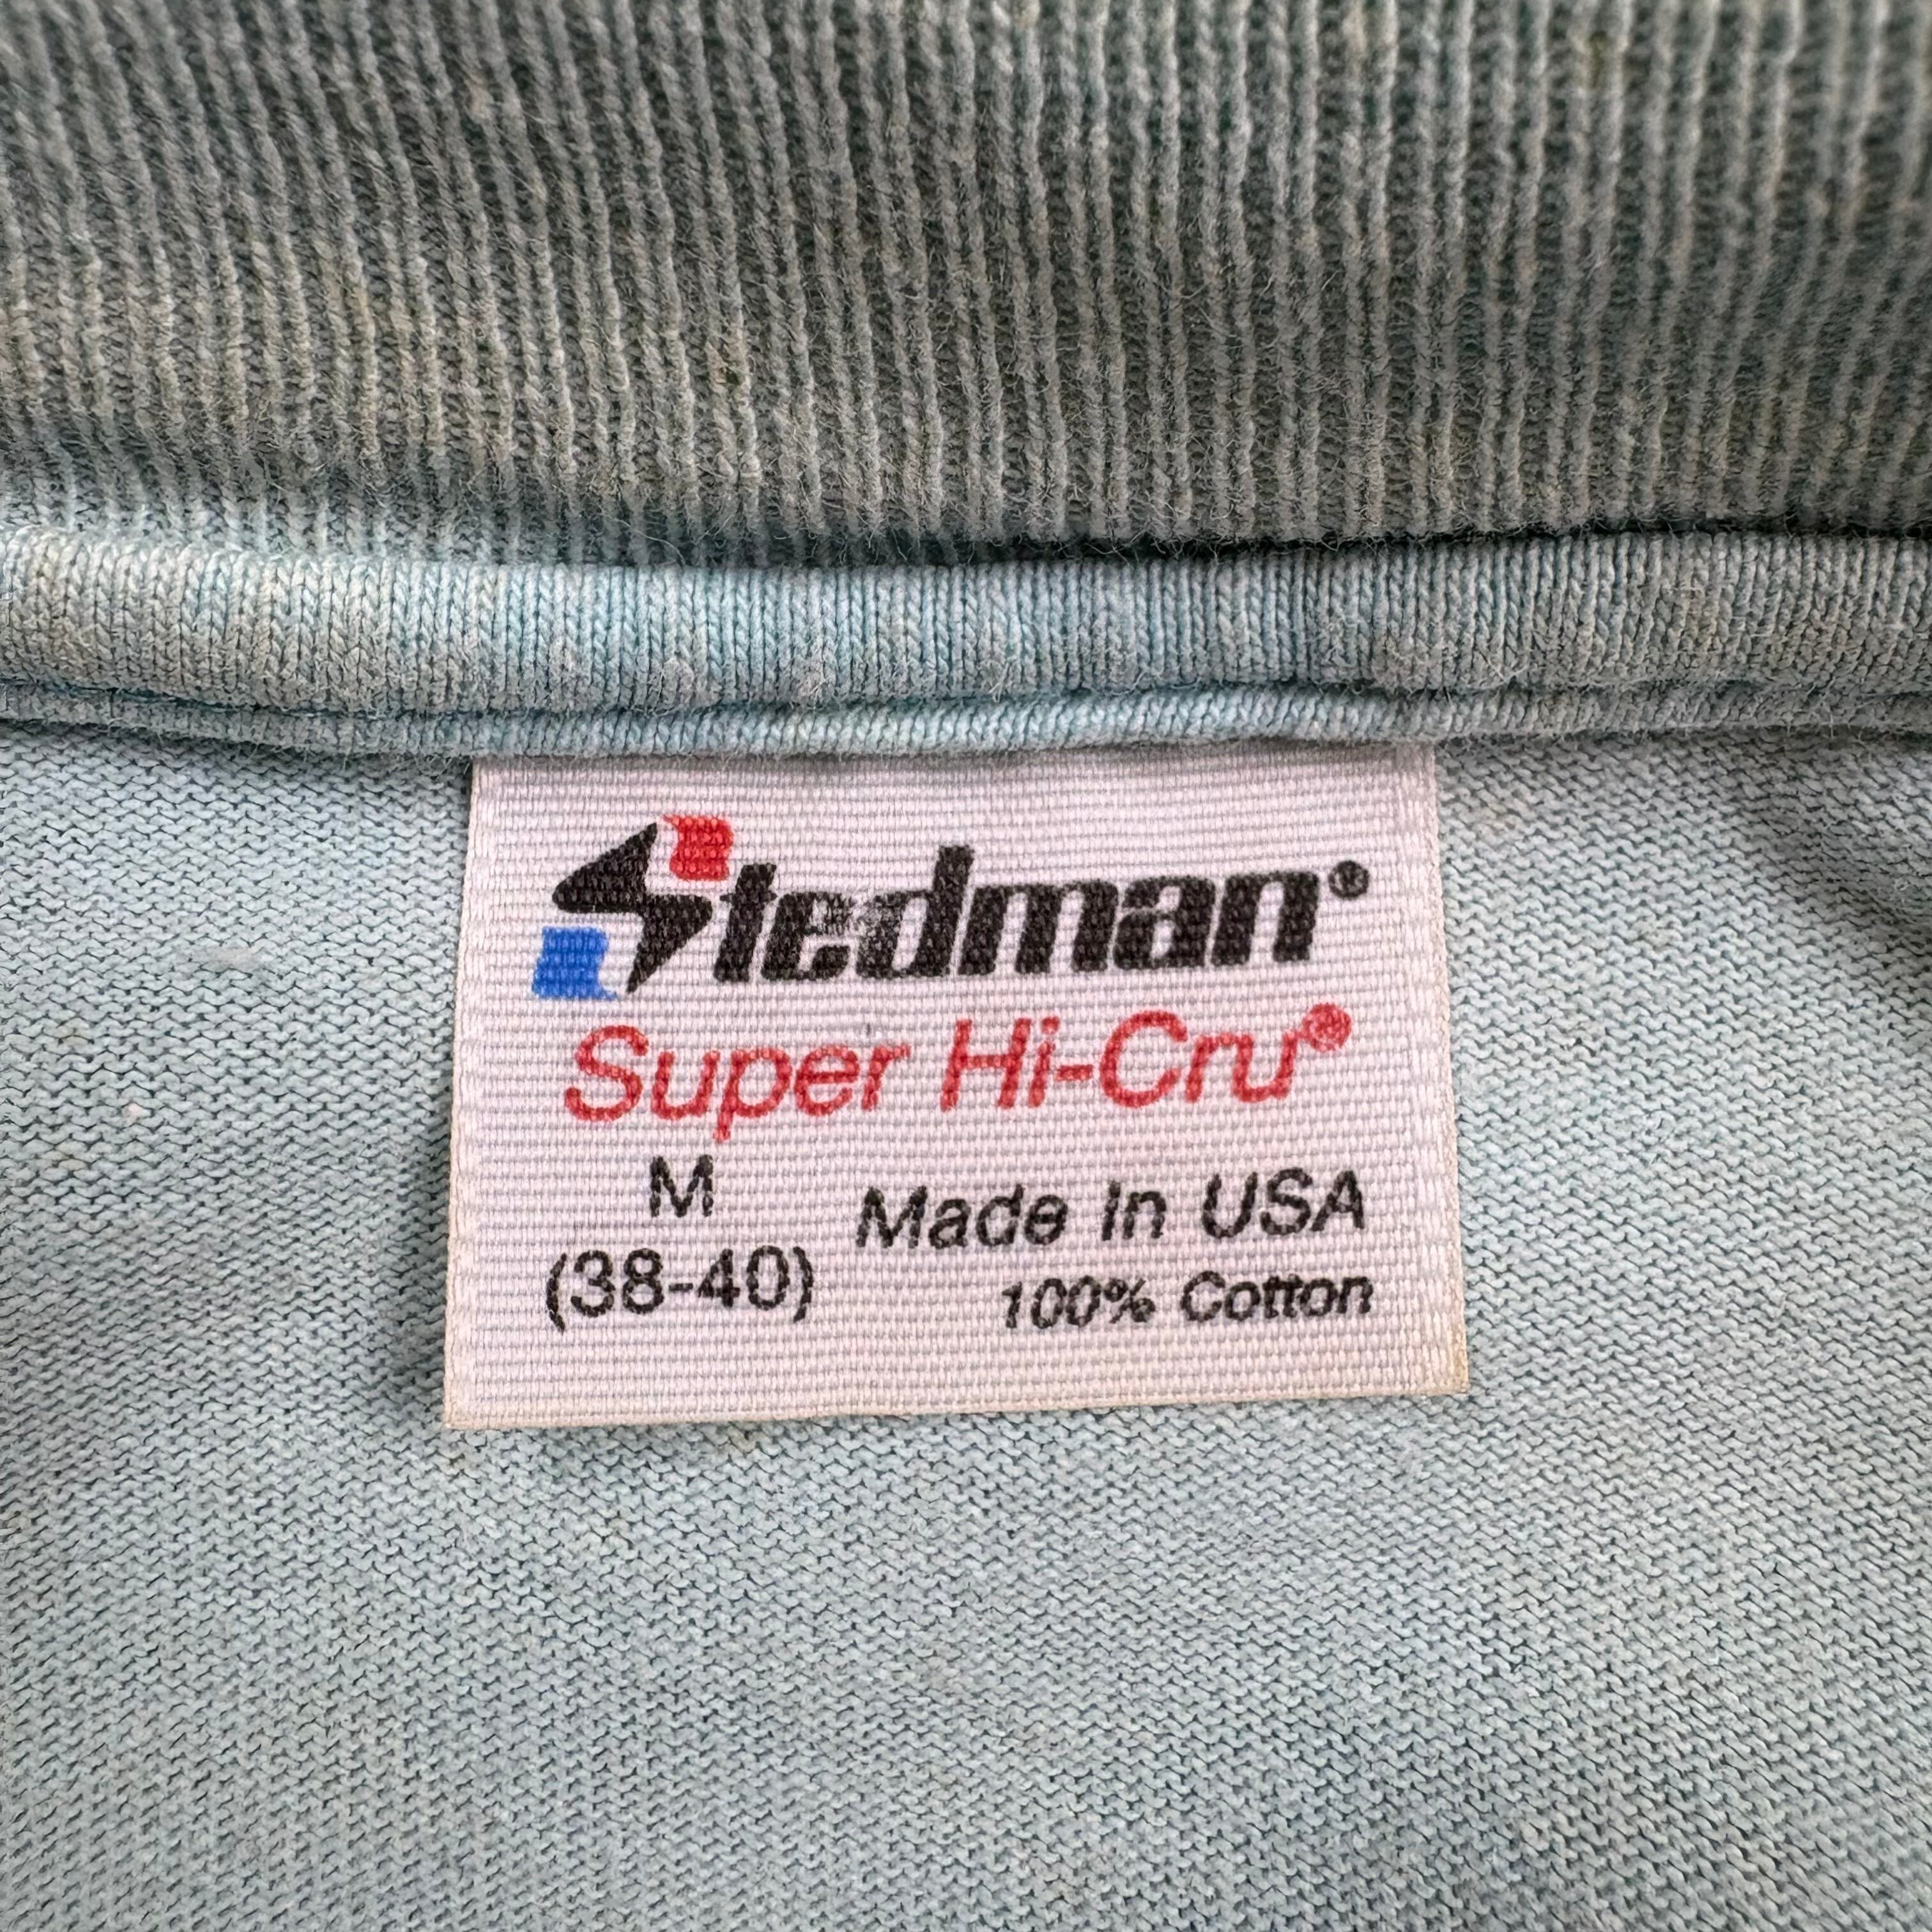 Stedman®
Super Hi-Cru®
M
Made In USA
(38-40)
100% Cotton